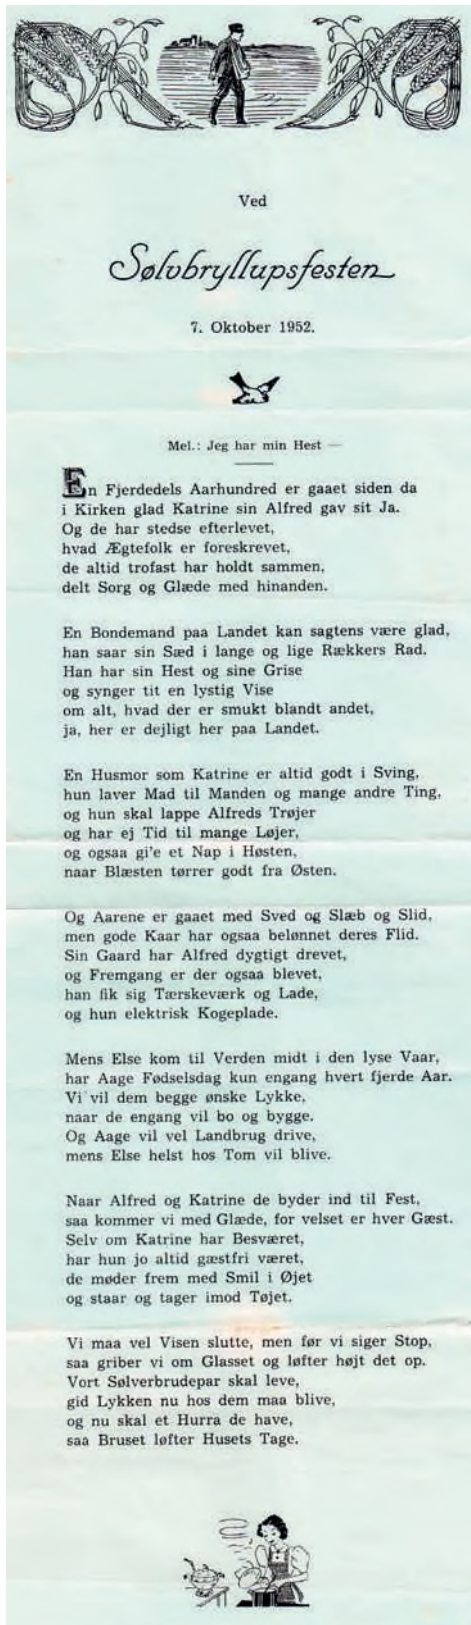 Ved
Sølvbryllupsfesten
7. Oktober 1952.
Mel.: Jeg har min Hest —
En Fjerdedels Aarhundred er gaaet siden da
i Kirken glad Katrine sin Alfred gav sit Ja.
Og de har stedse efterlevet,
hvad Ægtefolk er foreskrevet,
de altid trofast har holdt sammen,
delt Sorg og Glæde med hinanden.
En Bondemand paa Landet kan sagtens være glad,
han saar sin Sæd i lange og lige Rækkers Rad.
Han har sin Hest og sine Grise
og synger tit en lystig Vise
om alt, hvad der er smukt blandt andet,
ja, her er dejligt her paa Landet.
En Husmor som Katrine er altid godt i Sving,
hun laver Mad til Manden og mange andre Ting,
og hun skal lappe Alfreds Trøjer
og har ej Tid til mange Løjer,
og ogsaa gi'e et Nap i Høsten,
naar Blæsten tørrer godt fra Østen.
Og Aarene er gaaet med Sved og Slæb og Slid,
men gode Kaar har ogsaa belønnet deres Flid.
Sin Gaard har Alfred dygtigt drevet,
og Fremgang er der ogsaa blevet,
han fik sig Tærskeværk og Lade,
og hun elektrisk Kogeplade.
Mens Else kom til Verden midt i den lyse Vaar,
har Aage Fødselsdag kun engang hvert fjerde Aar.
Vi vil dem begge ønske Lykke,
naar de engang vil bo og bygge.
Og Aage vil vel Landbrug drive,
mens Else helst hos Tom vil blive.
Naar Alfred og Katrine de byder ind til Fest,
saa kommer vi med Glæde, for velset er hver Gæst.
Selv om Katrine har Besværet,
har hun jo altid gæstfri været,
de møder frem med Smil i Øjet
og staar og tager imod Tøjet.
Vi maa vel Visen slutte, men før vi siger Stop,
saa griber vi om Glasset og løfter højt det op.
Vort Sølverbrudepar skal leve,
gid Lykken nu hos dem maa blive,
og nu skal et Hurra de have,
saa Bruset løfter Husets Tage.